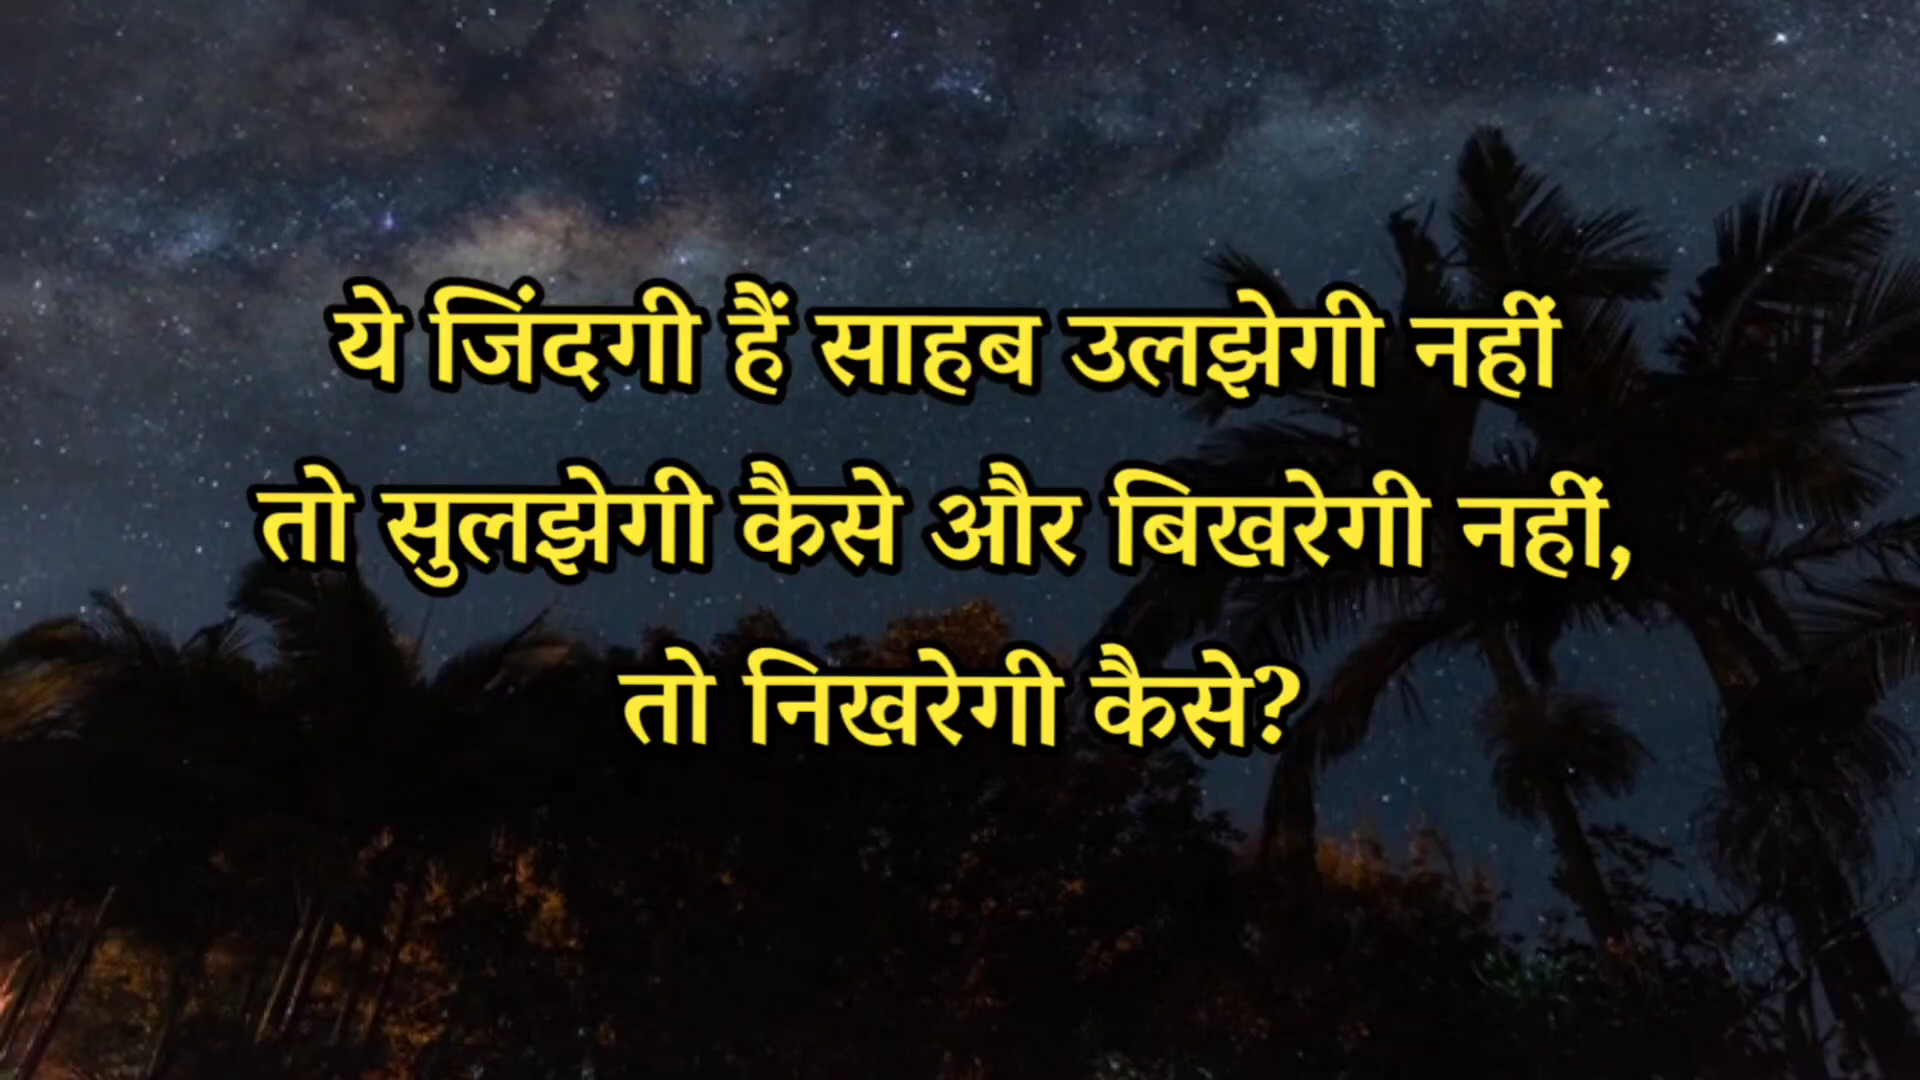 ये जिंदगी हैं साहब उलझेगी नहीं
तो सुलझेगी कैसे और बिखरेगी नहीं,
तो निखरेगी कैसे?